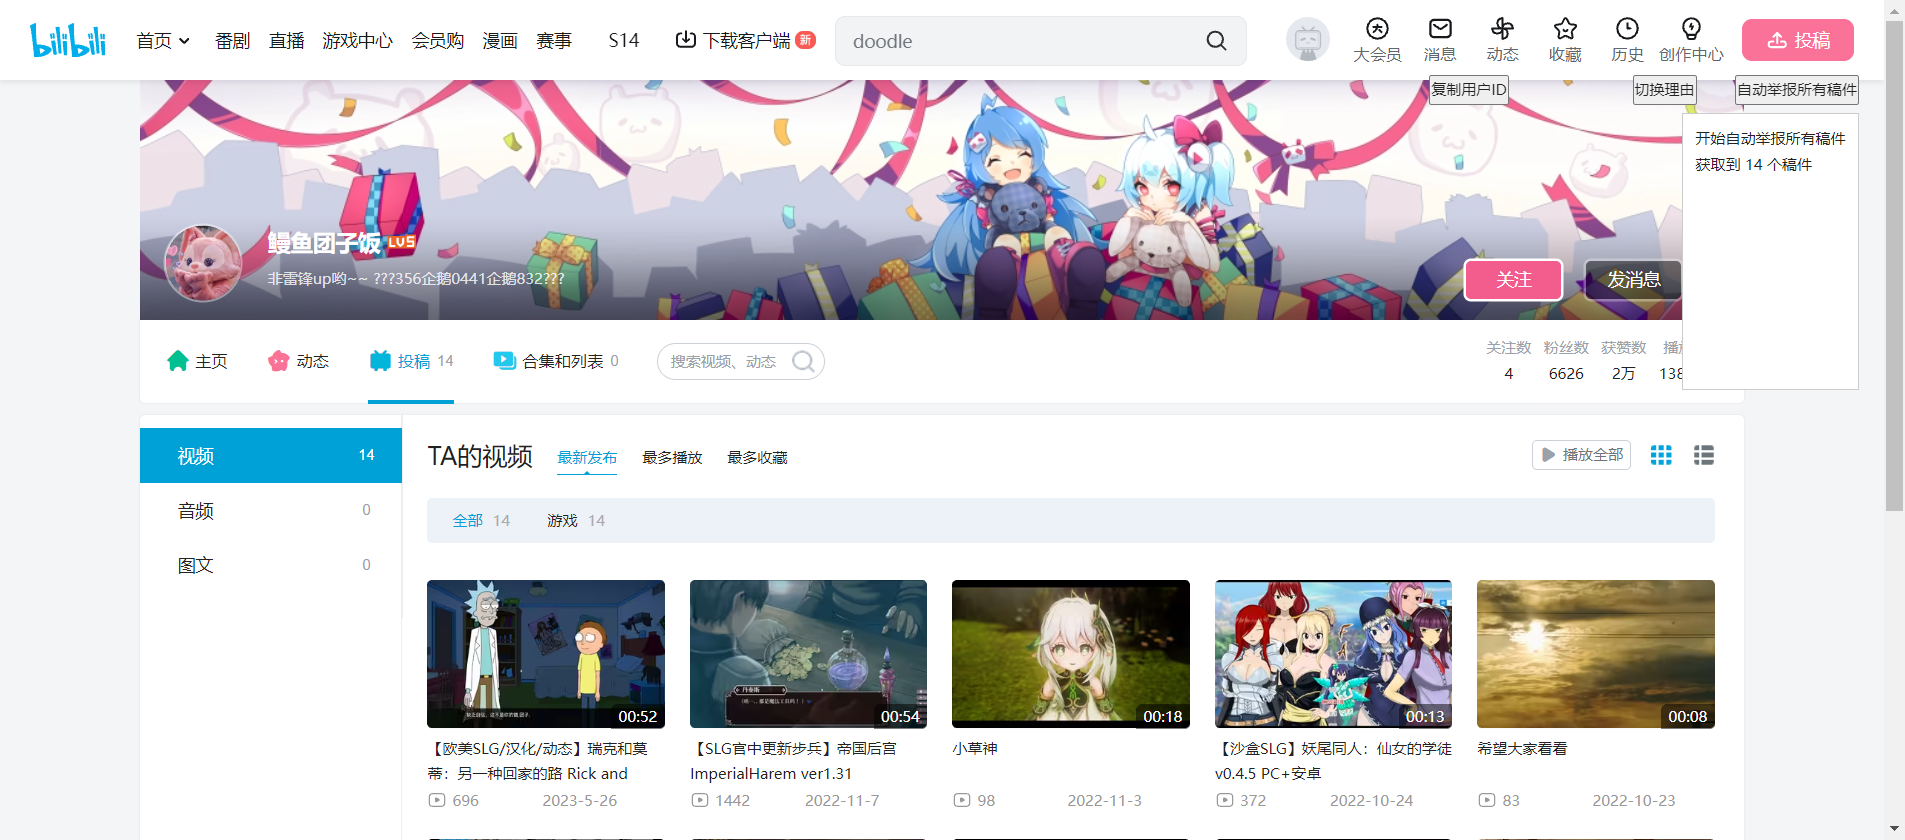 bilibili
首页 番剧 直播 游戏中心 会员购 漫画 赛事 S14 下载客户端 新
doodle
大会员 消息 动态 收藏 历史 创作中心 投稿
复制用户ID 切换理由 自动举报所有稿件
开始自动举报所有稿件
获取到 14 个稿件
鳗鱼团子饭 LV5
非雷锋up哟~~ ???356企鹅0441企鹅832???
关注 发消息
主页 动态 投稿 14 合集和列表 0 搜索视频、动态
关注数 粉丝数 获赞数
4 6626 2万 138
视频 14
音频 0
图文 0
TA的视频 最新发布 最多播放 最多收藏 播放全部
全部 14 游戏 14
00:52
00:54
00:18
00:13
00:08
【欧美SLG/汉化/动态】瑞克和莫
蒂：另一种回家的路 Rick and
696 2023-5-26
【SLG官中更新步兵】帝国后宫
ImperialHarem ver1.31
1442 2022-11-7
小草神
98 2022-11-3
【沙盒SLG】妖尾同人：仙女的学徒
v0.4.5 PC+安卓
372 2022-10-24
希望大家看看
83 2022-10-23